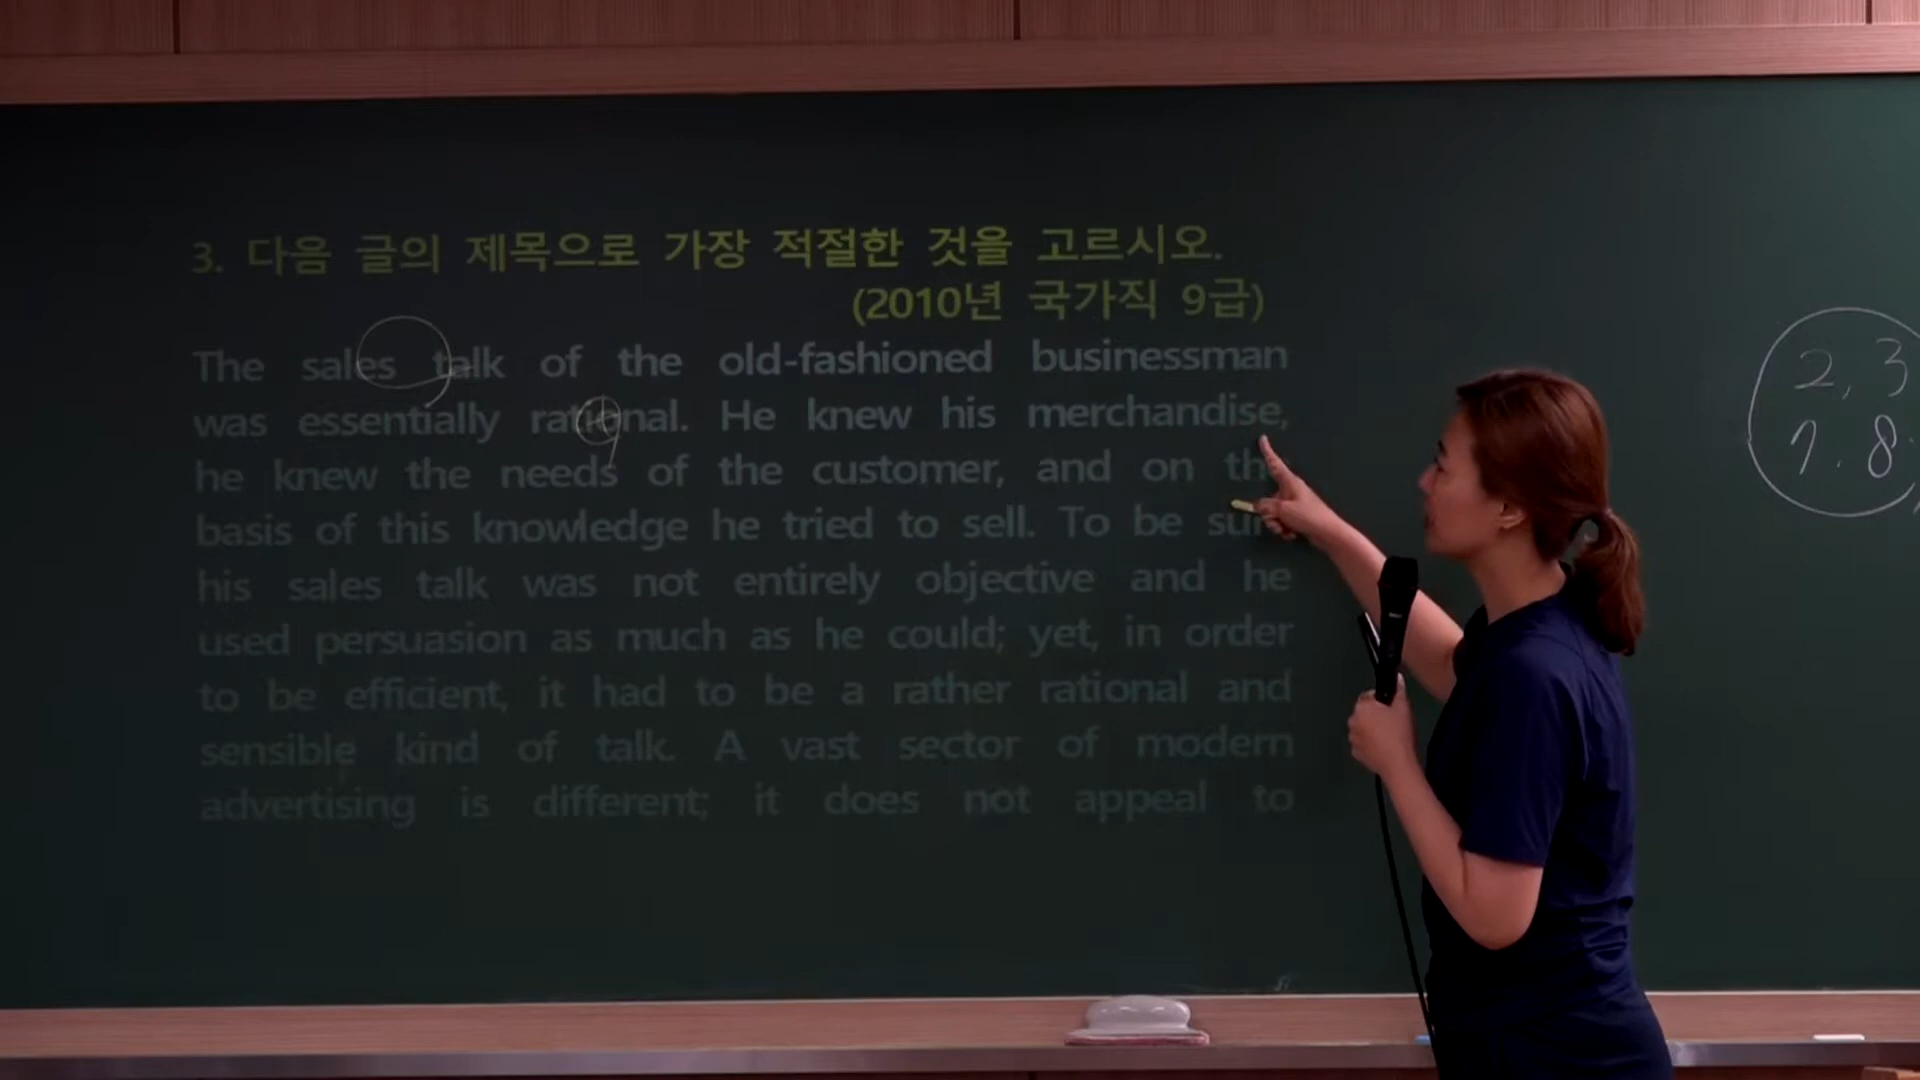 3. 다음 글의 제목으로 가장 적절한 것을 고르시오.
(2010년 국가직 9급)
The sales talk of the old-fashioned businessman
was essentially rational. He knew his merchandise,
he knew the needs of the customer, and on
basis of this knowledge he tried to sell. To be
his sales talk was not entirely objective and he
used persuasion as much as he could; yet, in order
to be efficient, it had to be a rather rational and
sensible kind of talk. A vast sector of modern
advertising is different; it does not appeal to
2, 3
7. 8.